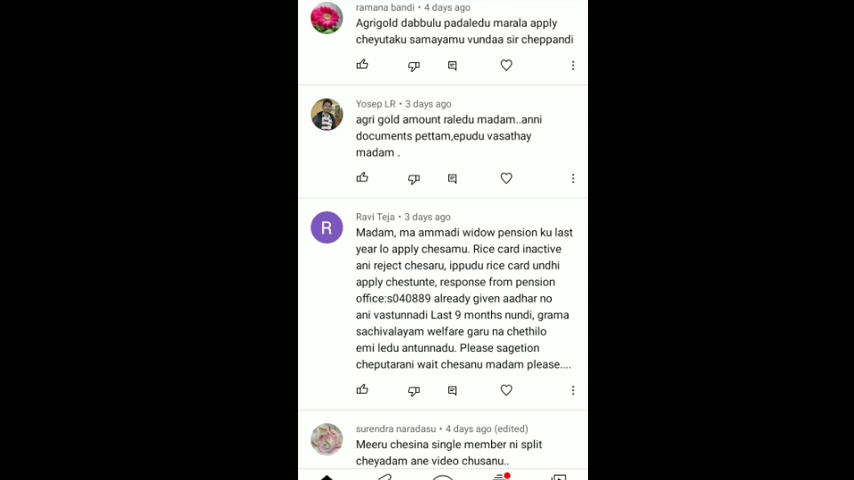 ramana bandi • 4 days ago
Agrigold dabbulu padaledu marala apply
cheyutaku samayamu vundaa sir cheppandi
Yosep LR • 3 days ago
agri gold amount raledu madam..anni
documents pettam,epudu vasathay
madam .
R
Ravi Teja • 3 days ago
Madam, ma ammadi widow pension ku last
year lo apply chesamu. Rice card inactive
ani reject chesaru, ippudu rice card undhi
apply chestunte, response from pension
office:s040889 already given aadhar no
ani vastunnadi Last 9 months nundi, grama
sachivalayam welfare garu na chethilo
emi ledu antunnadu. Please sagetion
cheputarani wait chesanu madam please....
surendra naradasu • 4 days ago (edited)
Meeru chesina single member ni split
cheyadam ane video chusanu..